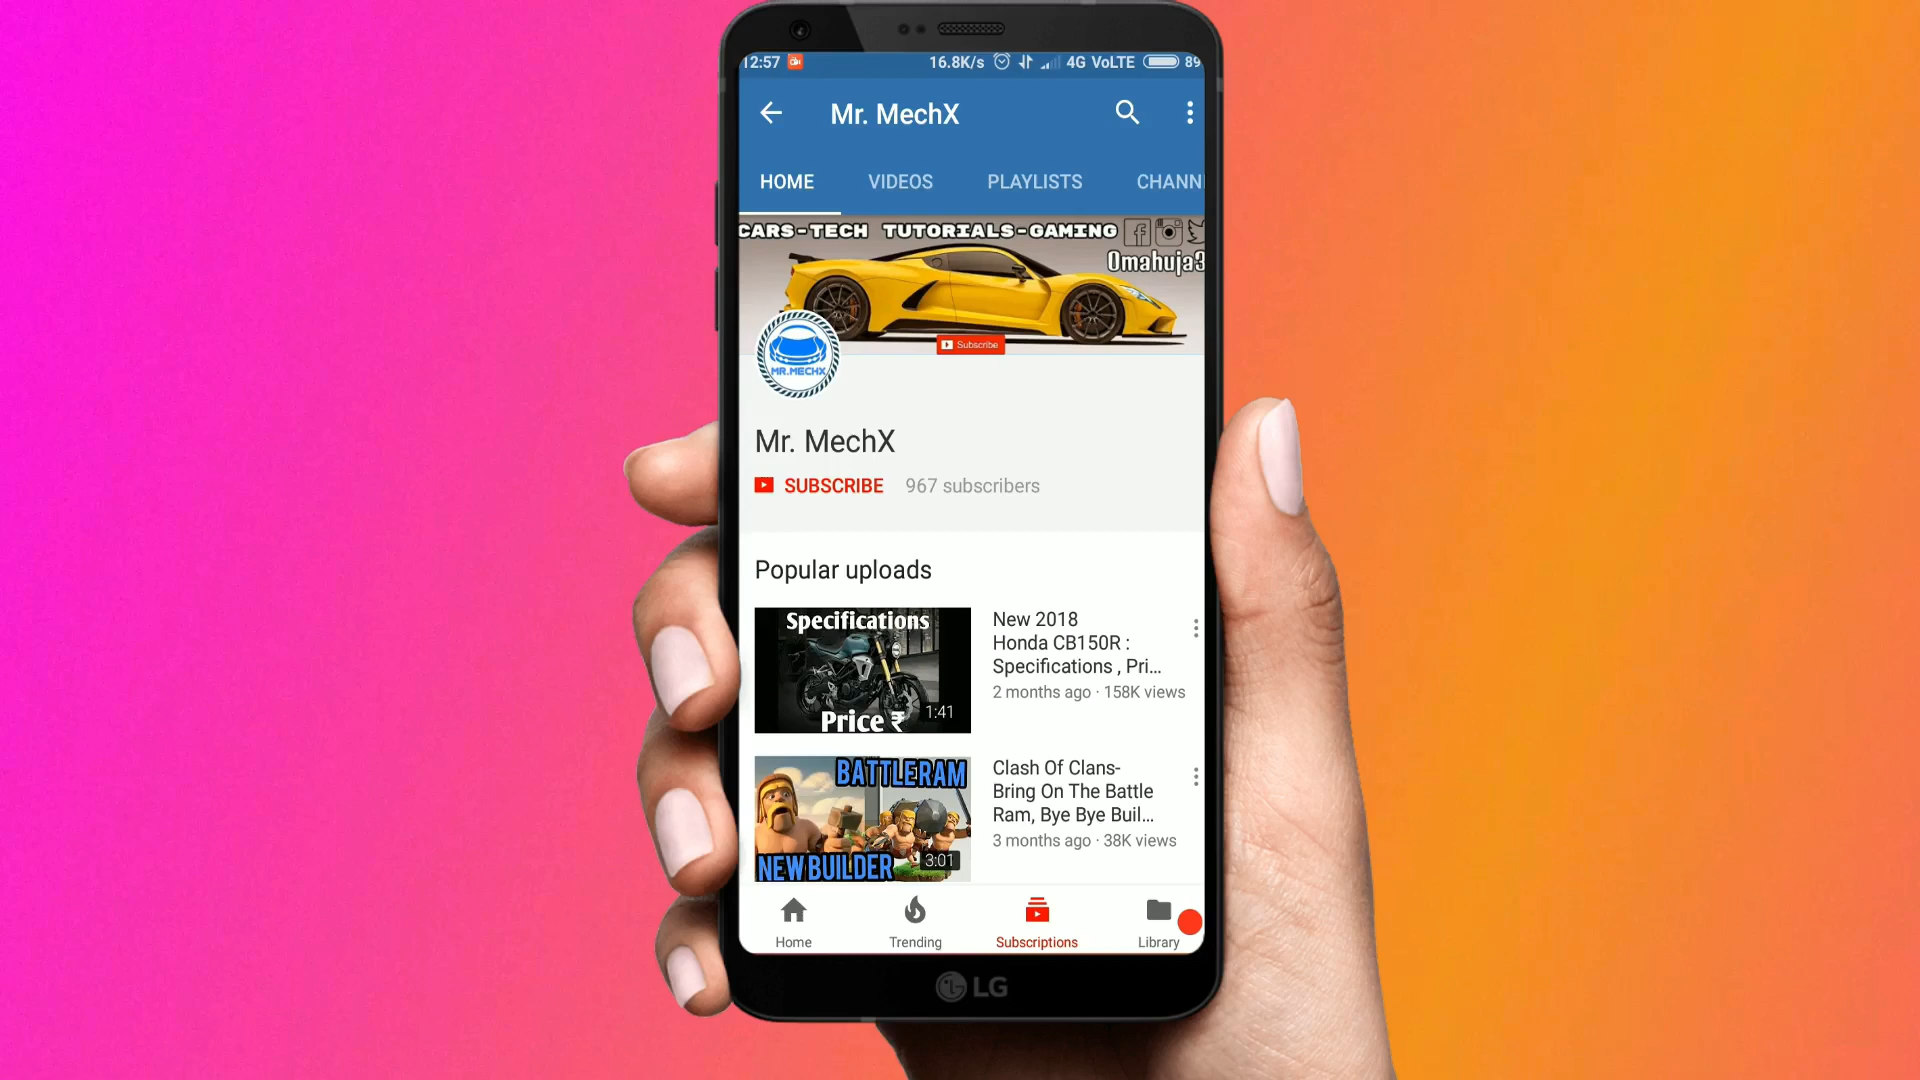 12:57
16.8K/s 4G VoLTE 89
Mr. MechX
HOME VIDEOS PLAYLISTS CHANN
CARS-TECH TUTORIALS-GAMING
Omahuja3
Subscribe
MR.MECHX
Mr. MechX
SUBSCRIBE 967 subscribers
Popular uploads
Specifications
Price ₹
1:41
New 2018
Honda CB150R :
Specifications , Pri...
2 months ago · 158K views
BATTLERAM
NEW BUILDER
3:01
Clash Of Clans-
Bring On The Battle
Ram, Bye Bye Buil...
3 months ago · 38K views
Home Trending Subscriptions Library
LG